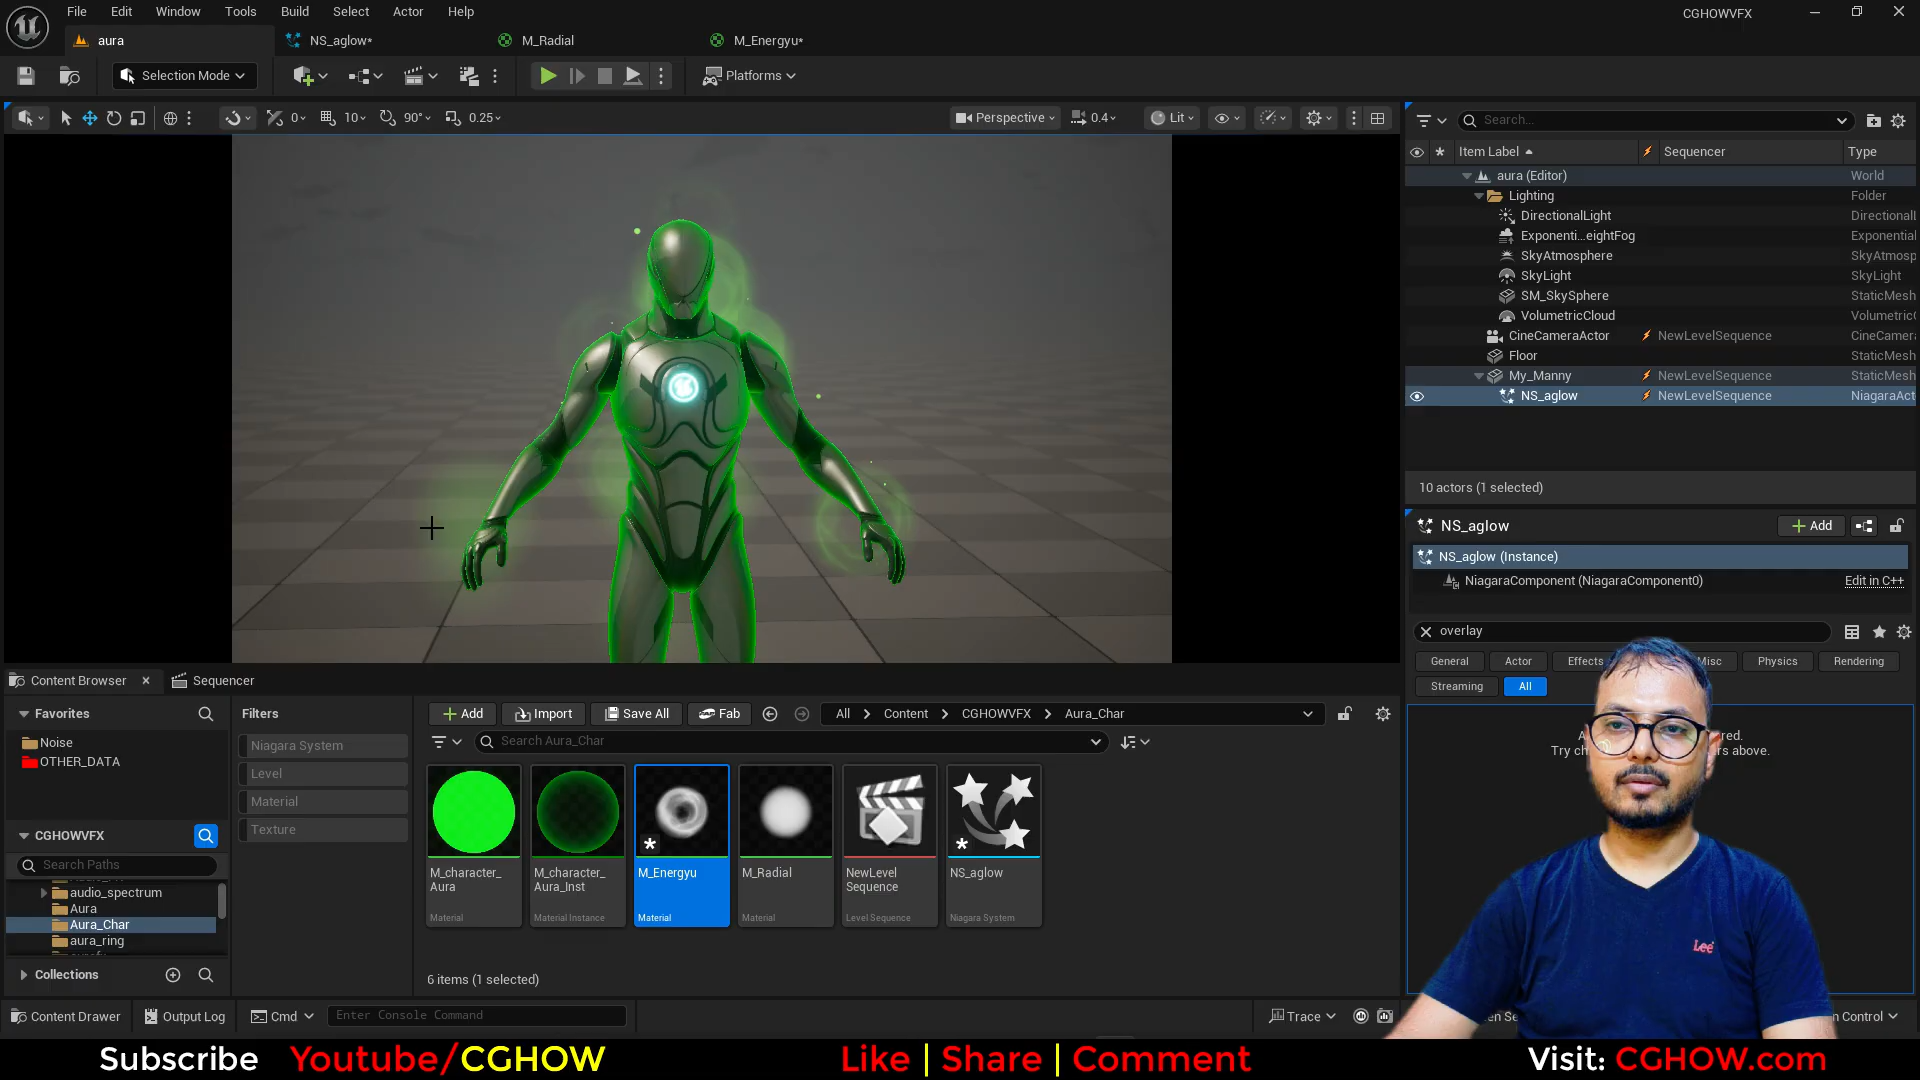 File Edit Window Tools Build Select Actor Help
CGHOWVFX
aura NS_aglow* M_Radial M_Energyu*
Selection Mode Platforms
0 10 90° 0.25 Perspective 0.4 Lit
Search...
Item Label Sequencer Type
aura (Editor) World
Lighting Folder
DirectionalLight Directional
Exponenti...eightFog Exponential
SkyAtmosphere SkyAtmosp
SkyLight SkyLight
SM_SkySphere StaticMesh
VolumetricCloud Volumetric
CineCameraActor NewLevelSequence CineCamer
Floor StaticMesh
My_Manny NewLevelSequence StaticMesh
NS_aglow NewLevelSequence NiagaraAct
10 actors (1 selected)
NS_aglow Add
NS_aglow (Instance)
NiagaraComponent (NiagaraComponent0) Edit in C++
overlay
General Actor Effects Misc Physics Rendering
Streaming All
Content Browser Sequencer
Favorites
Noise
OTHER_DATA
CGHOWVFX
Search Paths
audio_spectrum
Aura
Aura_Char
aura_ring
Collections
Filters
Niagara System
Level
Material
Texture
Add Import Save All Fab All Content CGHOWVFX Aura_Char
Search Aura_Char
M_character_
Aura
Material
M_character_
Aura_Inst
Material Instance
M_Energyu
Material
M_Radial
Material
NewLevel
Sequence
Level Sequence
NS_aglow
Niagara System
6 items (1 selected)
Lee
Content Drawer Output Log Cmd Enter Console Command Trace Control
Subscribe Youtube/CGHOW Like | Share | Comment Visit: CGHOW.com